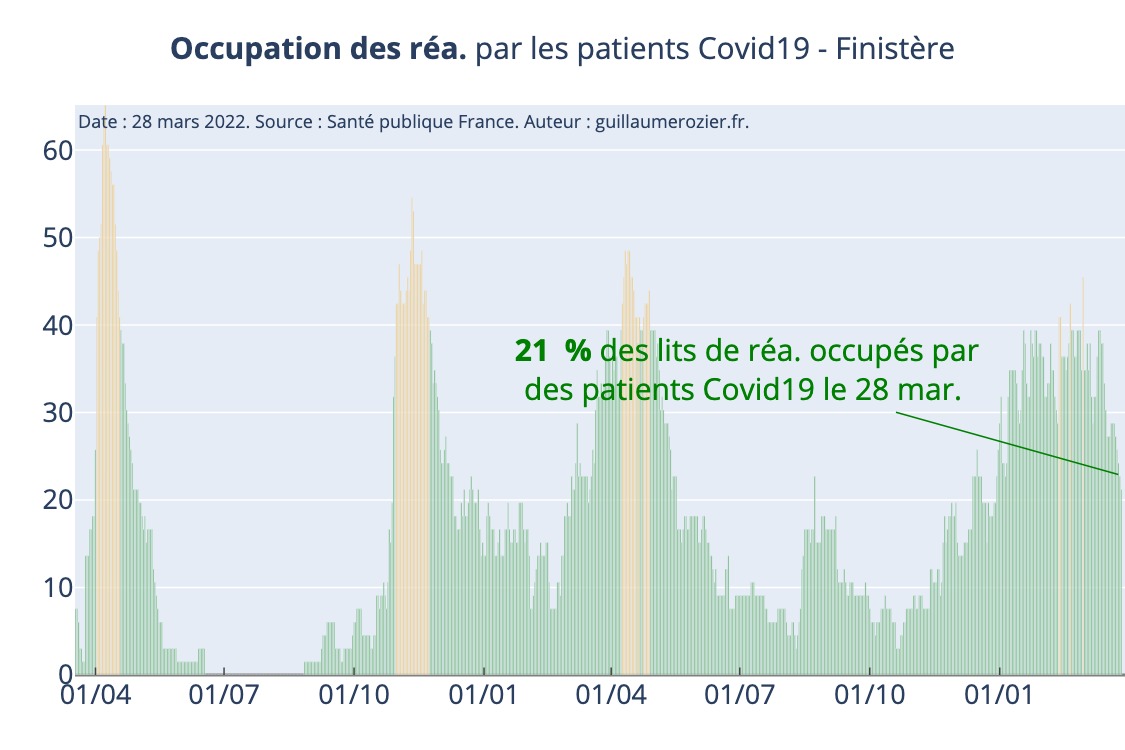 Occupation des réa. par les patients Covid19 - Finistère
Date : 28 mars 2022. Source : Santé publique France. Auteur : guillaumerozier.fr.
60
50
40
30
20
10
0
21 % des lits de réa. occupés par
des patients Covid19 le 28 mar.
01/04 01/07 01/10 01/01 01/04 01/07 01/10 01/01